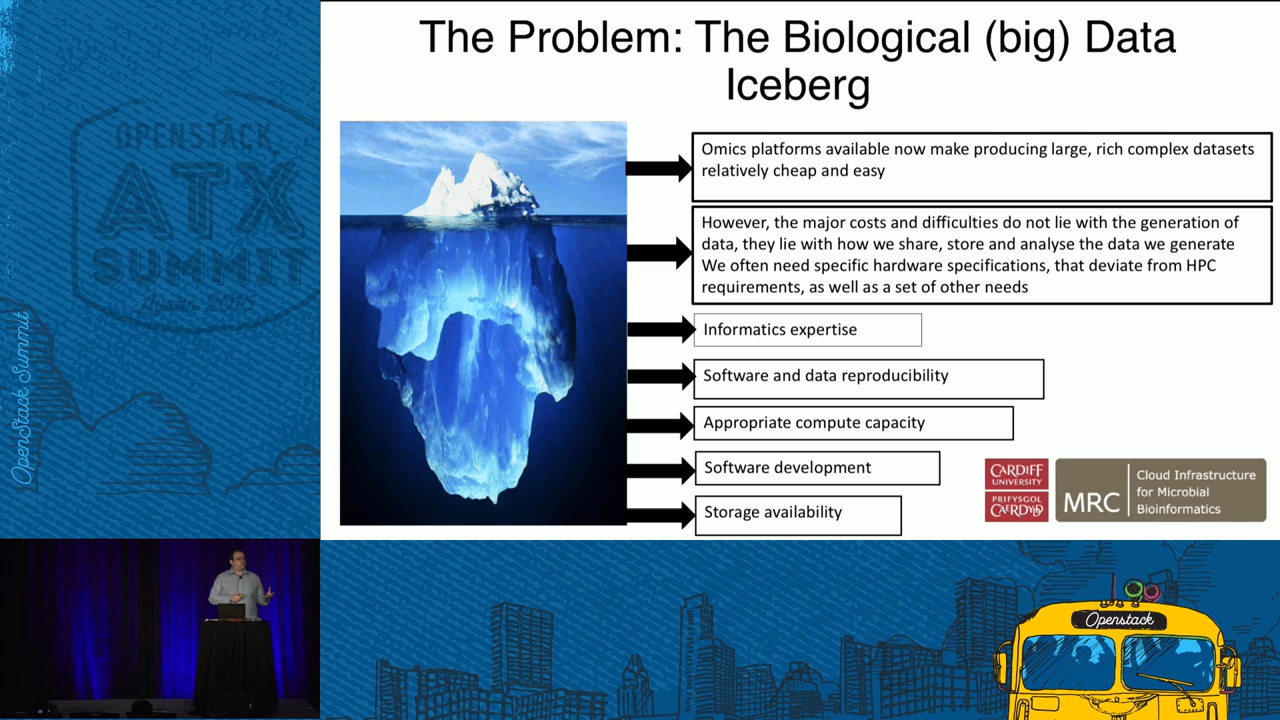 The Problem: The Biological (big) Data
Iceberg
Omics platforms available now make producing large, rich complex datasets
relatively cheap and easy
However, the major costs and difficulties do not lie with the generation of
data, they lie with how we share, store and analyse the data we generate
We often need specific hardware specifications, that deviate from HPC
requirements, as well as a set of other needs
Informatics expertise
Software and data reproducibility
Appropriate compute capacity
Software development
Storage availability
CARDIFF
UNIVERSITY
PRIFYSGOL
CAERDYDD
MRC
Cloud Infrastructure
for Microbial
Bioinformatics
OPENSTACK
ATX
SUMMIT
OpenStack Summit
Openstack